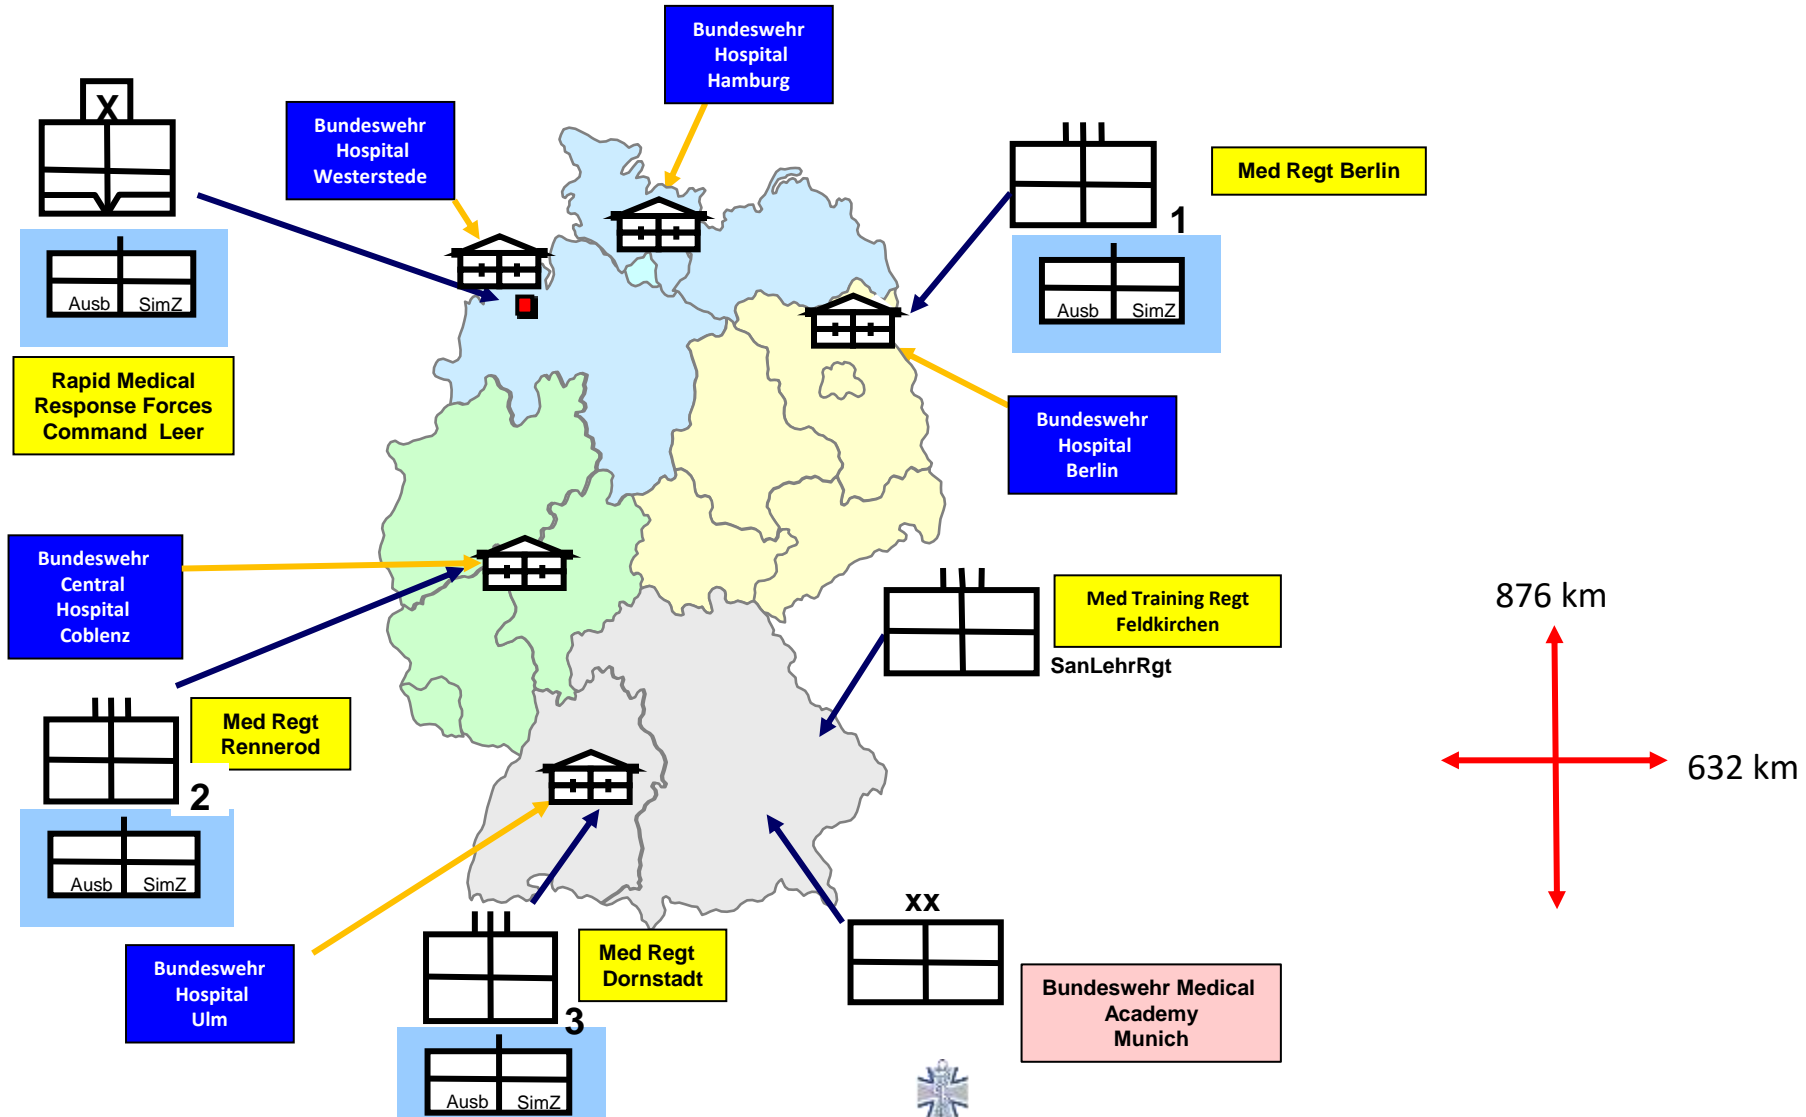 Bundeswehr
Hospital
Hamburg
X
Bundeswehr
Hospital
Westerstede
Med Regt Berlin
1
Ausb SimZ
Ausb SimZ
Rapid Medical
Response Forces
Command Leer
Bundeswehr
Hospital
Berlin
Bundeswehr
Central
Hospital
Coblenz
Med Training Regt
Feldkirchen
SanLehrRgt
876 km
632 km
Med Regt
Rennerod
2
Ausb SimZ
xx
Bundeswehr
Hospital
Ulm
Med Regt
Dornstadt
3
Bundeswehr Medical
Academy
Munich
Ausb SimZ